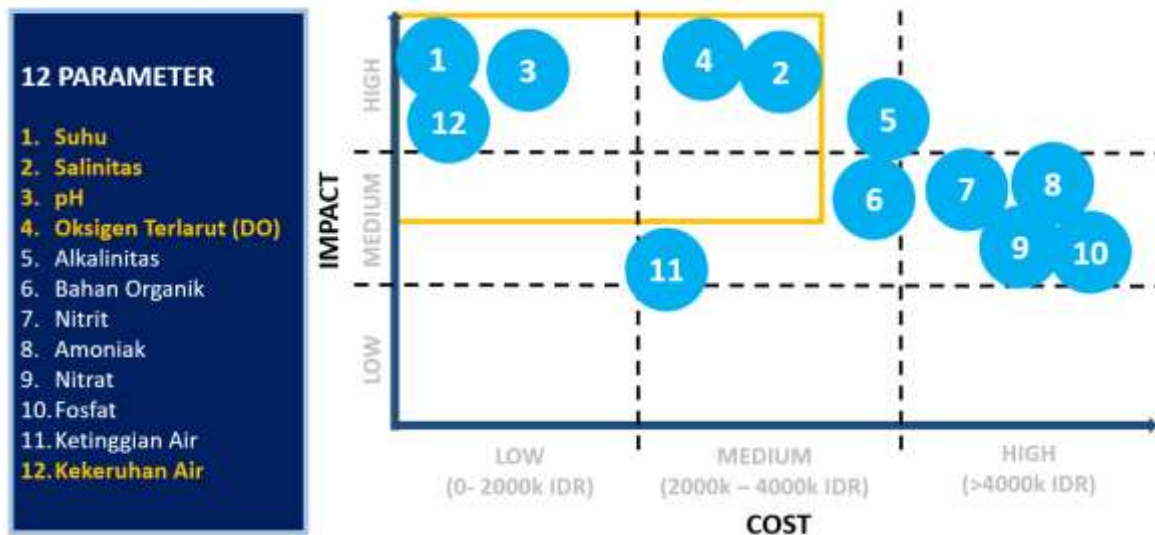 12 PARAMETER
1. Suhu
2. Salinitas
3. pH
4. Oksigen Terlarut (DO)
5. Alkalinitas
6. Bahan Organik
7. Nitrit
8. Amoniak
9. Nitrat
10. Fosfat
11. Ketinggian Air
12. Kekeruhan Air
IMPACT
HIGH
MEDIUM
LOW
1
3
4
2
12
5
6
7
8
9
10
11
LOW
(0- 2000k IDR)
MEDIUM
(2000k – 4000k IDR)
HIGH
(>4000k IDR)
COST